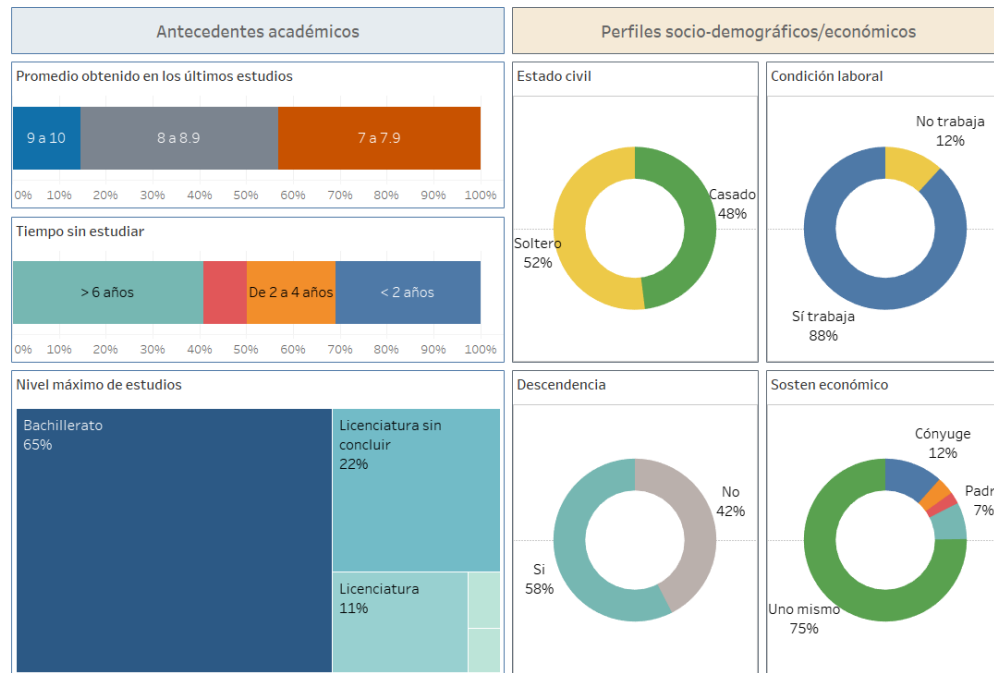 Antecedentes académicos
Perfiles socio-demográficos/económicos
Promedio obtenido en los últimos estudios
9 a 10
8 a 8.9
7 a 7.9
0% 10% 20% 30% 40% 50% 60% 70% 80% 90% 100%
Tiempo sin estudiar
> 6 años
De 2 a 4 años
< 2 años
0% 10% 20% 30% 40% 50% 60% 70% 80% 90% 100%
Nivel máximo de estudios
Bachillerato
65%
Licenciatura sin
concluir
22%
Licenciatura
11%
Estado civil
Casado
48%
Soltero
52%
Condición laboral
No trabaja
12%
Sí trabaja
88%
Descendencia
No
42%
Si
58%
Sosten económico
Cónyuge
12%
Padr
7%
Uno mismo
75%